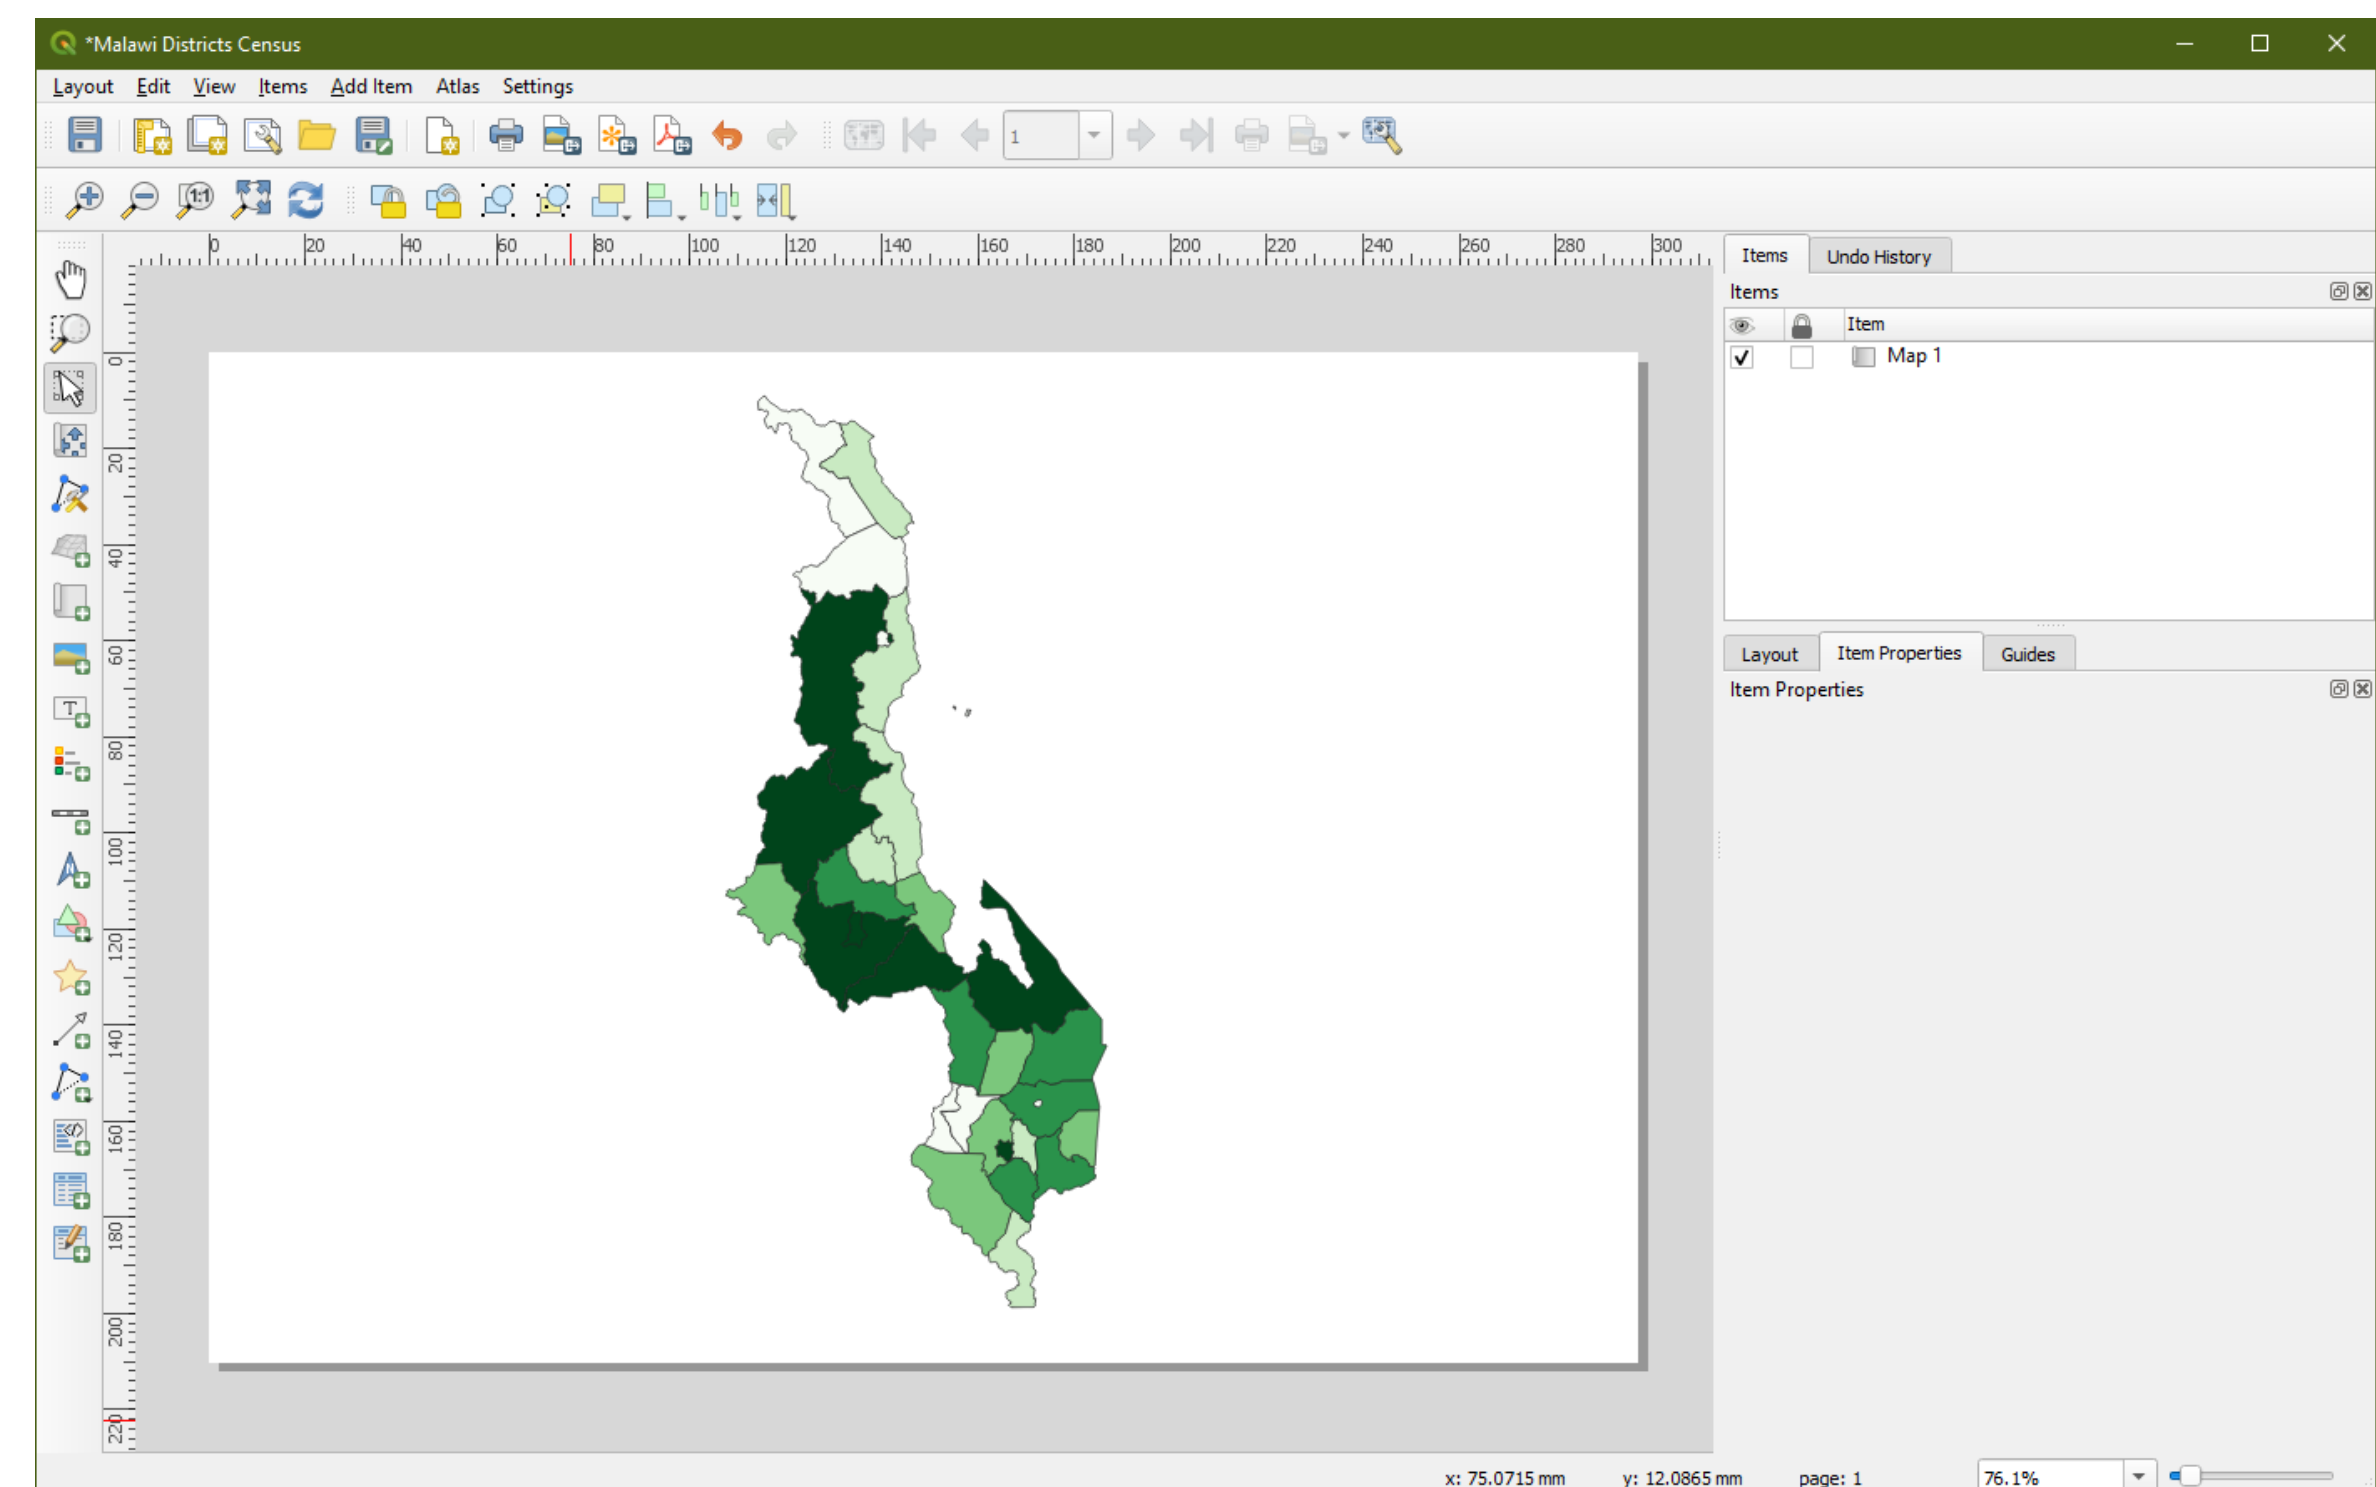 *Malawi Districts Census
Layout Edit View Items Add Item Atlas Settings
1
1:1
0 20 40 60 80 100 120 140 160 180 200 220 240 260 280 300
Items Undo History
Items
Item
Map 1
0
20
40
60
80
100
120
140
160
180
200
220
T
Layout Item Properties Guides
Item Properties
x: 75.0715 mm y: 12.0865 mm page: 1 76.1%